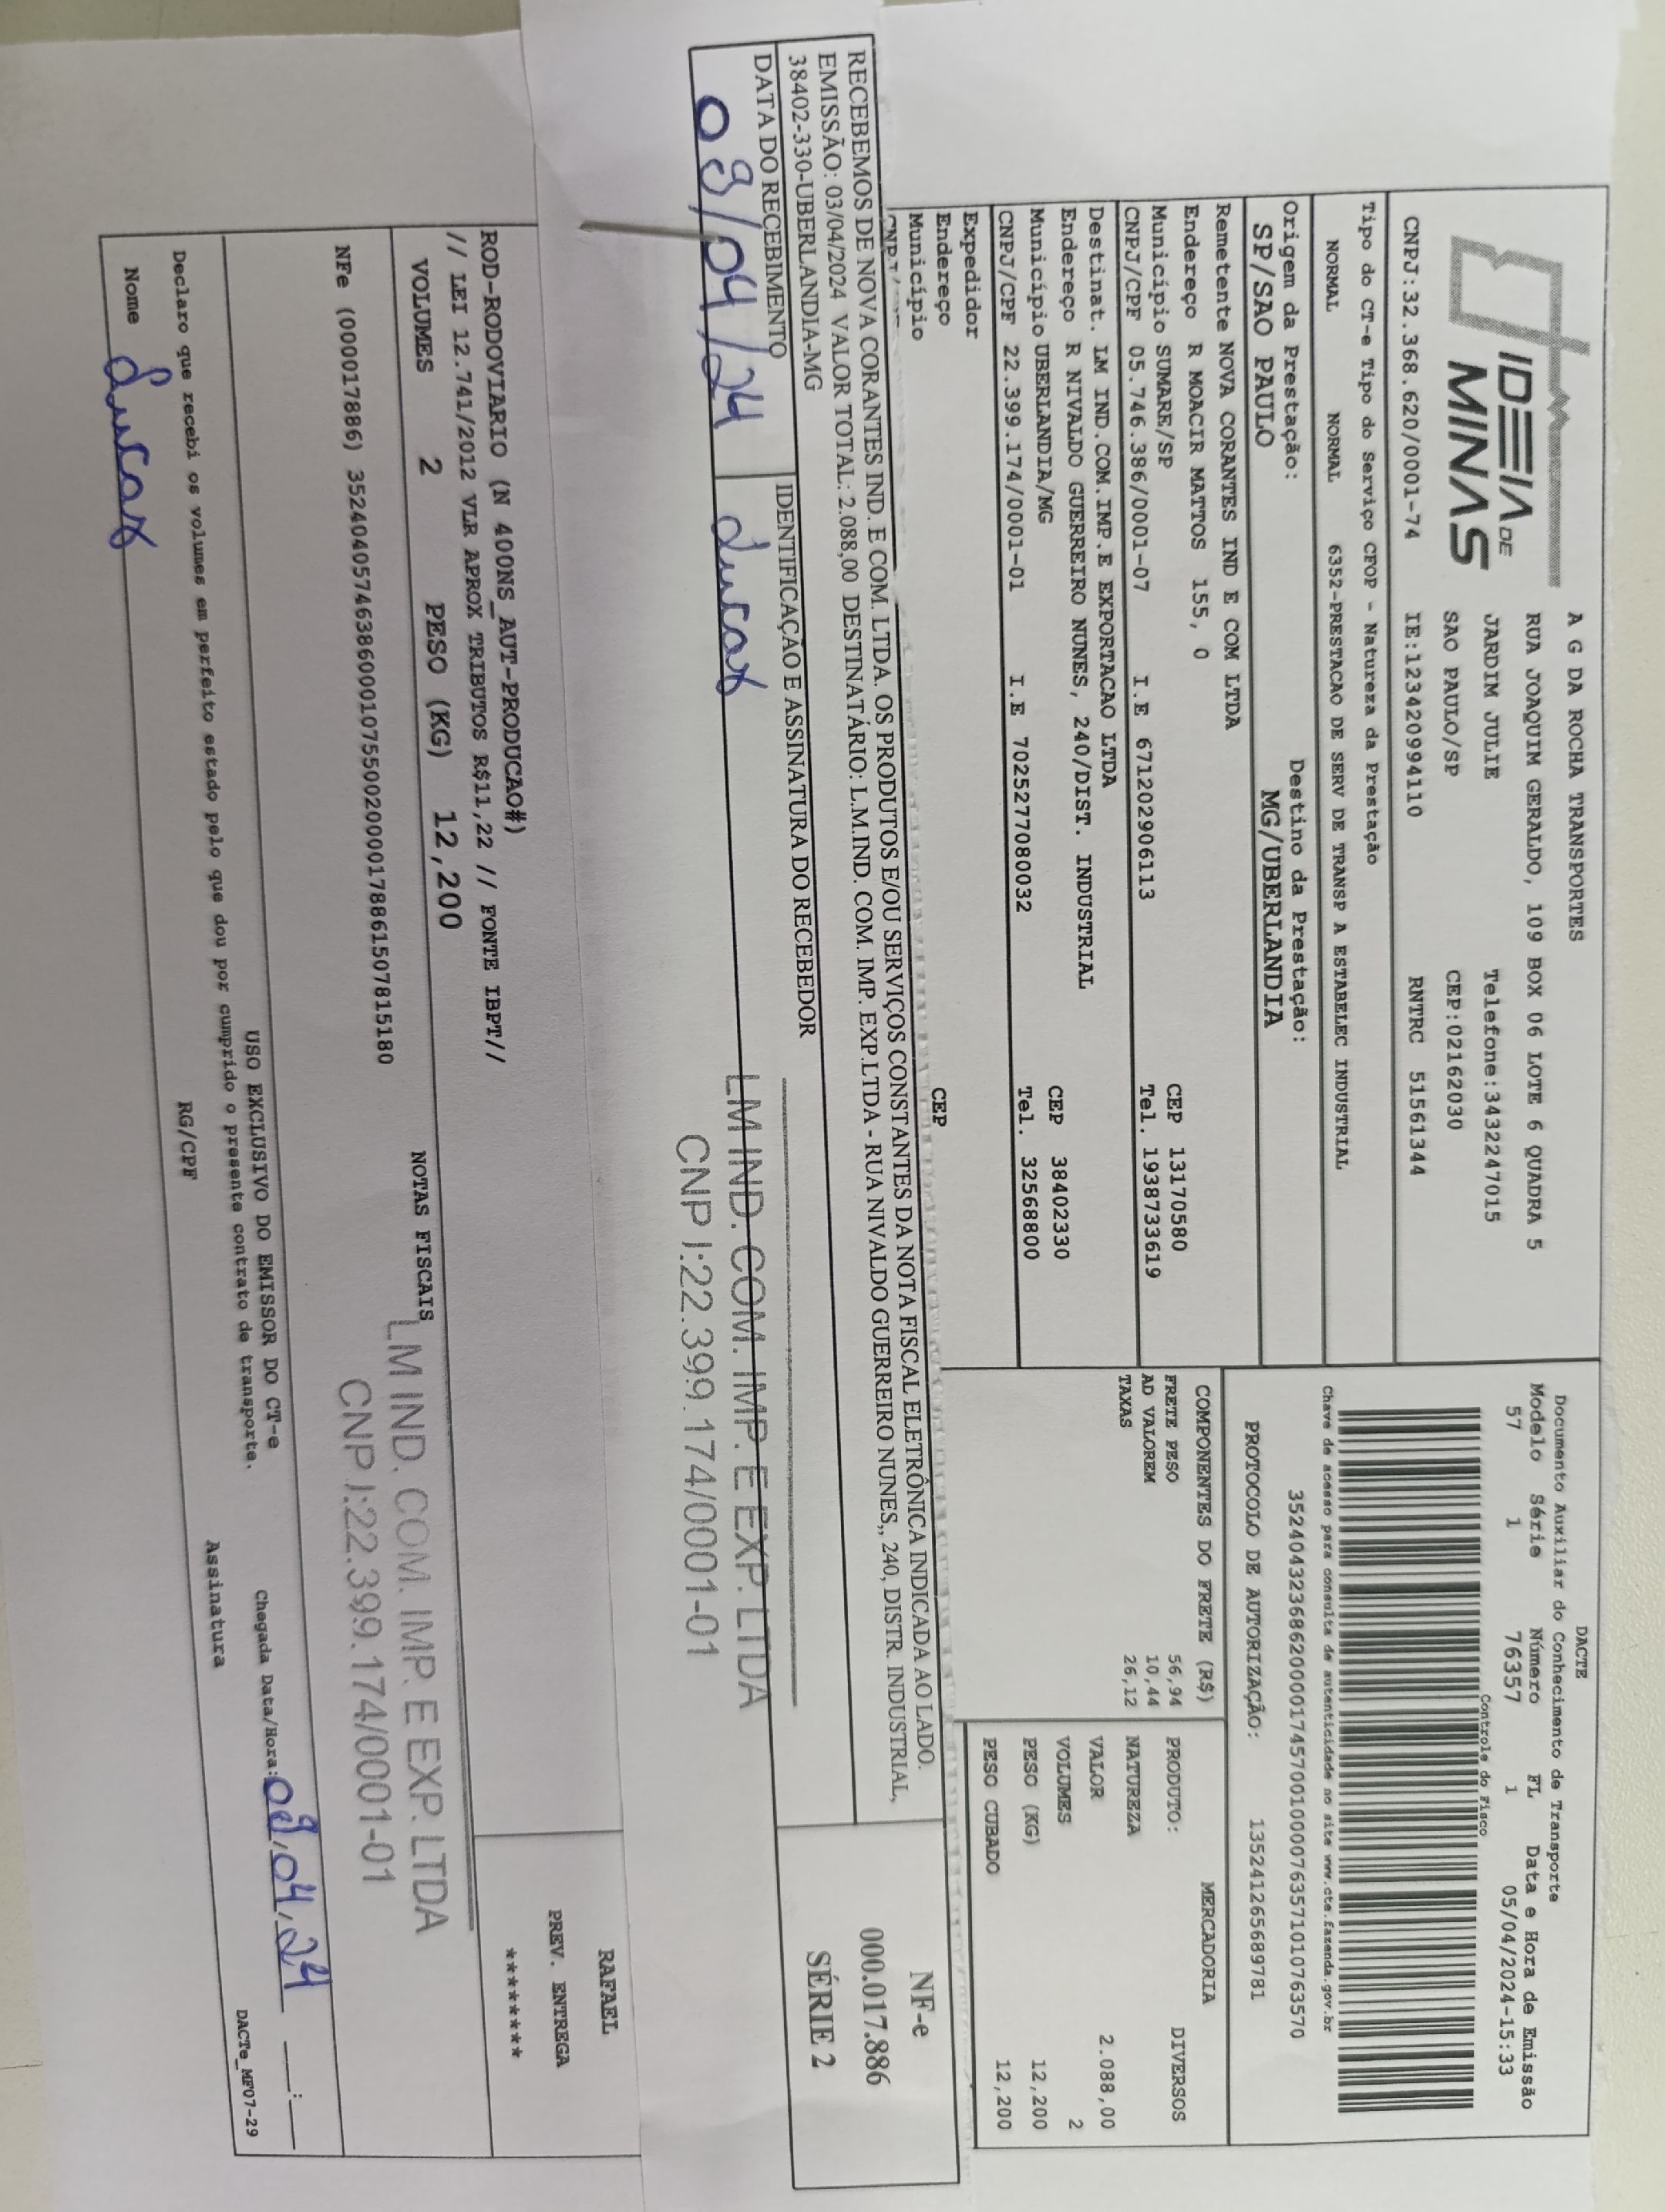 IDEIA DE
MINAS
A G DA ROCHA TRANSPORTES
RUA JOAQUIM GERALDO, 109 BOX 06 LOTE 6 QUADRA 5
JARDIM JULIE Telefone:3432247015
SAO PAULO/SP CEP:02162030
CNPJ:32.368.620/0001-74 IE:123420994110 RNTRC 51561344
Tipo do CT-e Tipo do Serviço CFOP - Natureza da Prestação
NORMAL NORMAL 6352-PRESTACAO DE SERV DE TRANSP A ESTABELEC INDUSTRIAL
Origem da Prestação: Destino da Prestação:
SP/SAO PAULO MG/UBERLANDIA
Remetente NOVA CORANTES IND E COM LTDA
Endereço R MOACIR MATTOS 155, 0 CEP 13170580
Município SUMARE/SP Tel. 1938733619
CNPJ/CPF 05.746.386/0001-07 I.E 671202906113
Destinat. LM IND.COM.IMP.E EXPORTACAO LTDA
Endereço R NIVALDO GUERREIRO NUNES, 240/DIST. INDUSTRIAL CEP 38402330
Município UBERLANDIA/MG Tel. 32568800
CNPJ/CPF 22.399.174/0001-01 I.E 7025277080032
Expedidor
Endereço CEP
Município
DACTE
Documento Auxiliar do Conhecimento de Transporte
Modelo Série Número FL Data e Hora de Emissão
57 1 76357 1 05/04/2024-15:33
Controle do Fisco
Chave de acesso para consulta de autenticidade no site www.cte.fazenda.gov.br
35240432368620000174570010000763571010763570
PROTOCOLO DE AUTORIZAÇÃO: 135241265689781
COMPONENTES DO FRETE (R$)
FRETE PESO 56,94
AD VALOREM 10,44
TAXAS 26,12
MERCADORIA
PRODUTO: DIVERSOS
NATUREZA
VALOR 2.088,00
VOLUMES 2
PESO (KG) 12,200
PESO CUBADO 12,200
RECEBEMOS DE NOVA CORANTES IND. E COM. LTDA. OS PRODUTOS E/OU SERVIÇOS CONSTANTES DA NOTA FISCAL ELETRÔNICA INDICADA AO LADO.
EMISSÃO: 03/04/2024 VALOR TOTAL: 2.088,00 DESTINATÁRIO: L.M.IND. COM. IMP. EXP.LTDA - RUA NIVALDO GUERREIRO NUNES,, 240, DISTR. INDUSTRIAL,
38402-330-UBERLANDIA-MG
DATA DO RECEBIMENTO IDENTIFICAÇÃO E ASSINATURA DO RECEBEDOR
09/04/24 Lucas
LM IND. COM. IMP. E EXP. LTDA
CNPJ:22.399.174/0001-01
NF-e
000.017.886
SÉRIE 2
ROD-RODOVIARIO (N 400NS_AUT-PRODUCAO#)
// LEI 12.741/2012 VLR APROX TRIBUTOS R$11,22 // FONTE IBPT//
RAFAEL
PREV. ENTREGA
********
VOLUMES 2 PESO (KG) 12,200 NOTAS FISCAIS
NFe (000017886) 35240405746386000107550020000178861507815180
LM IND. COM. IMP. E EXP. LTDA
CNPJ:22.399.174/0001-01
USO EXCLUSIVO DO EMISSOR DO CT-e
Declaro que recebi os volumes em perfeito estado pelo que dou por cumprido o presente contrato de transporte. Chegada Data/Hora: 09/04/24 __:__
Nome Lucas RG/CPF Assinatura
DACTe_MF07-29